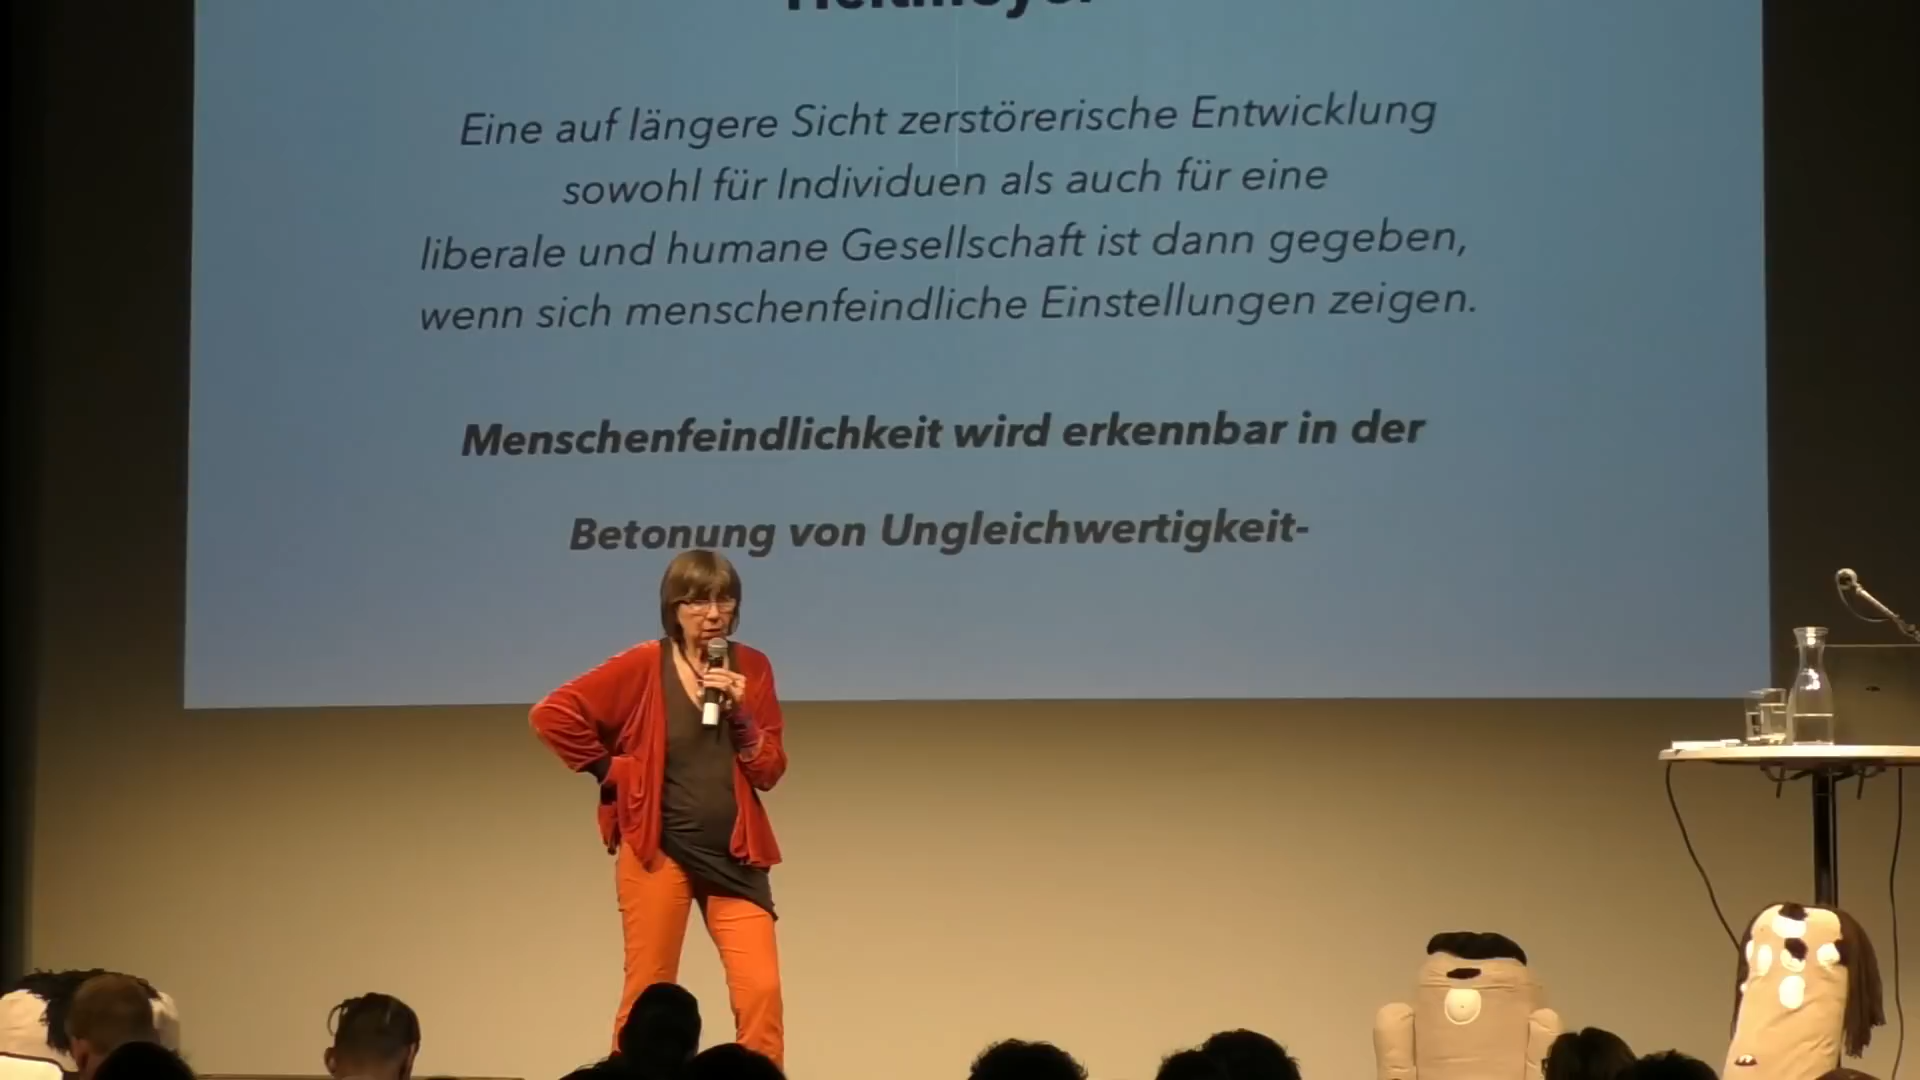 Eine auf längere Sicht zerstörerische Entwicklung
sowohl für Individuen als auch für eine
liberale und humane Gesellschaft ist dann gegeben,
wenn sich menschenfeindliche Einstellungen zeigen.
Menschenfeindlichkeit wird erkennbar in der
Betonung von Ungleichwertigkeit-